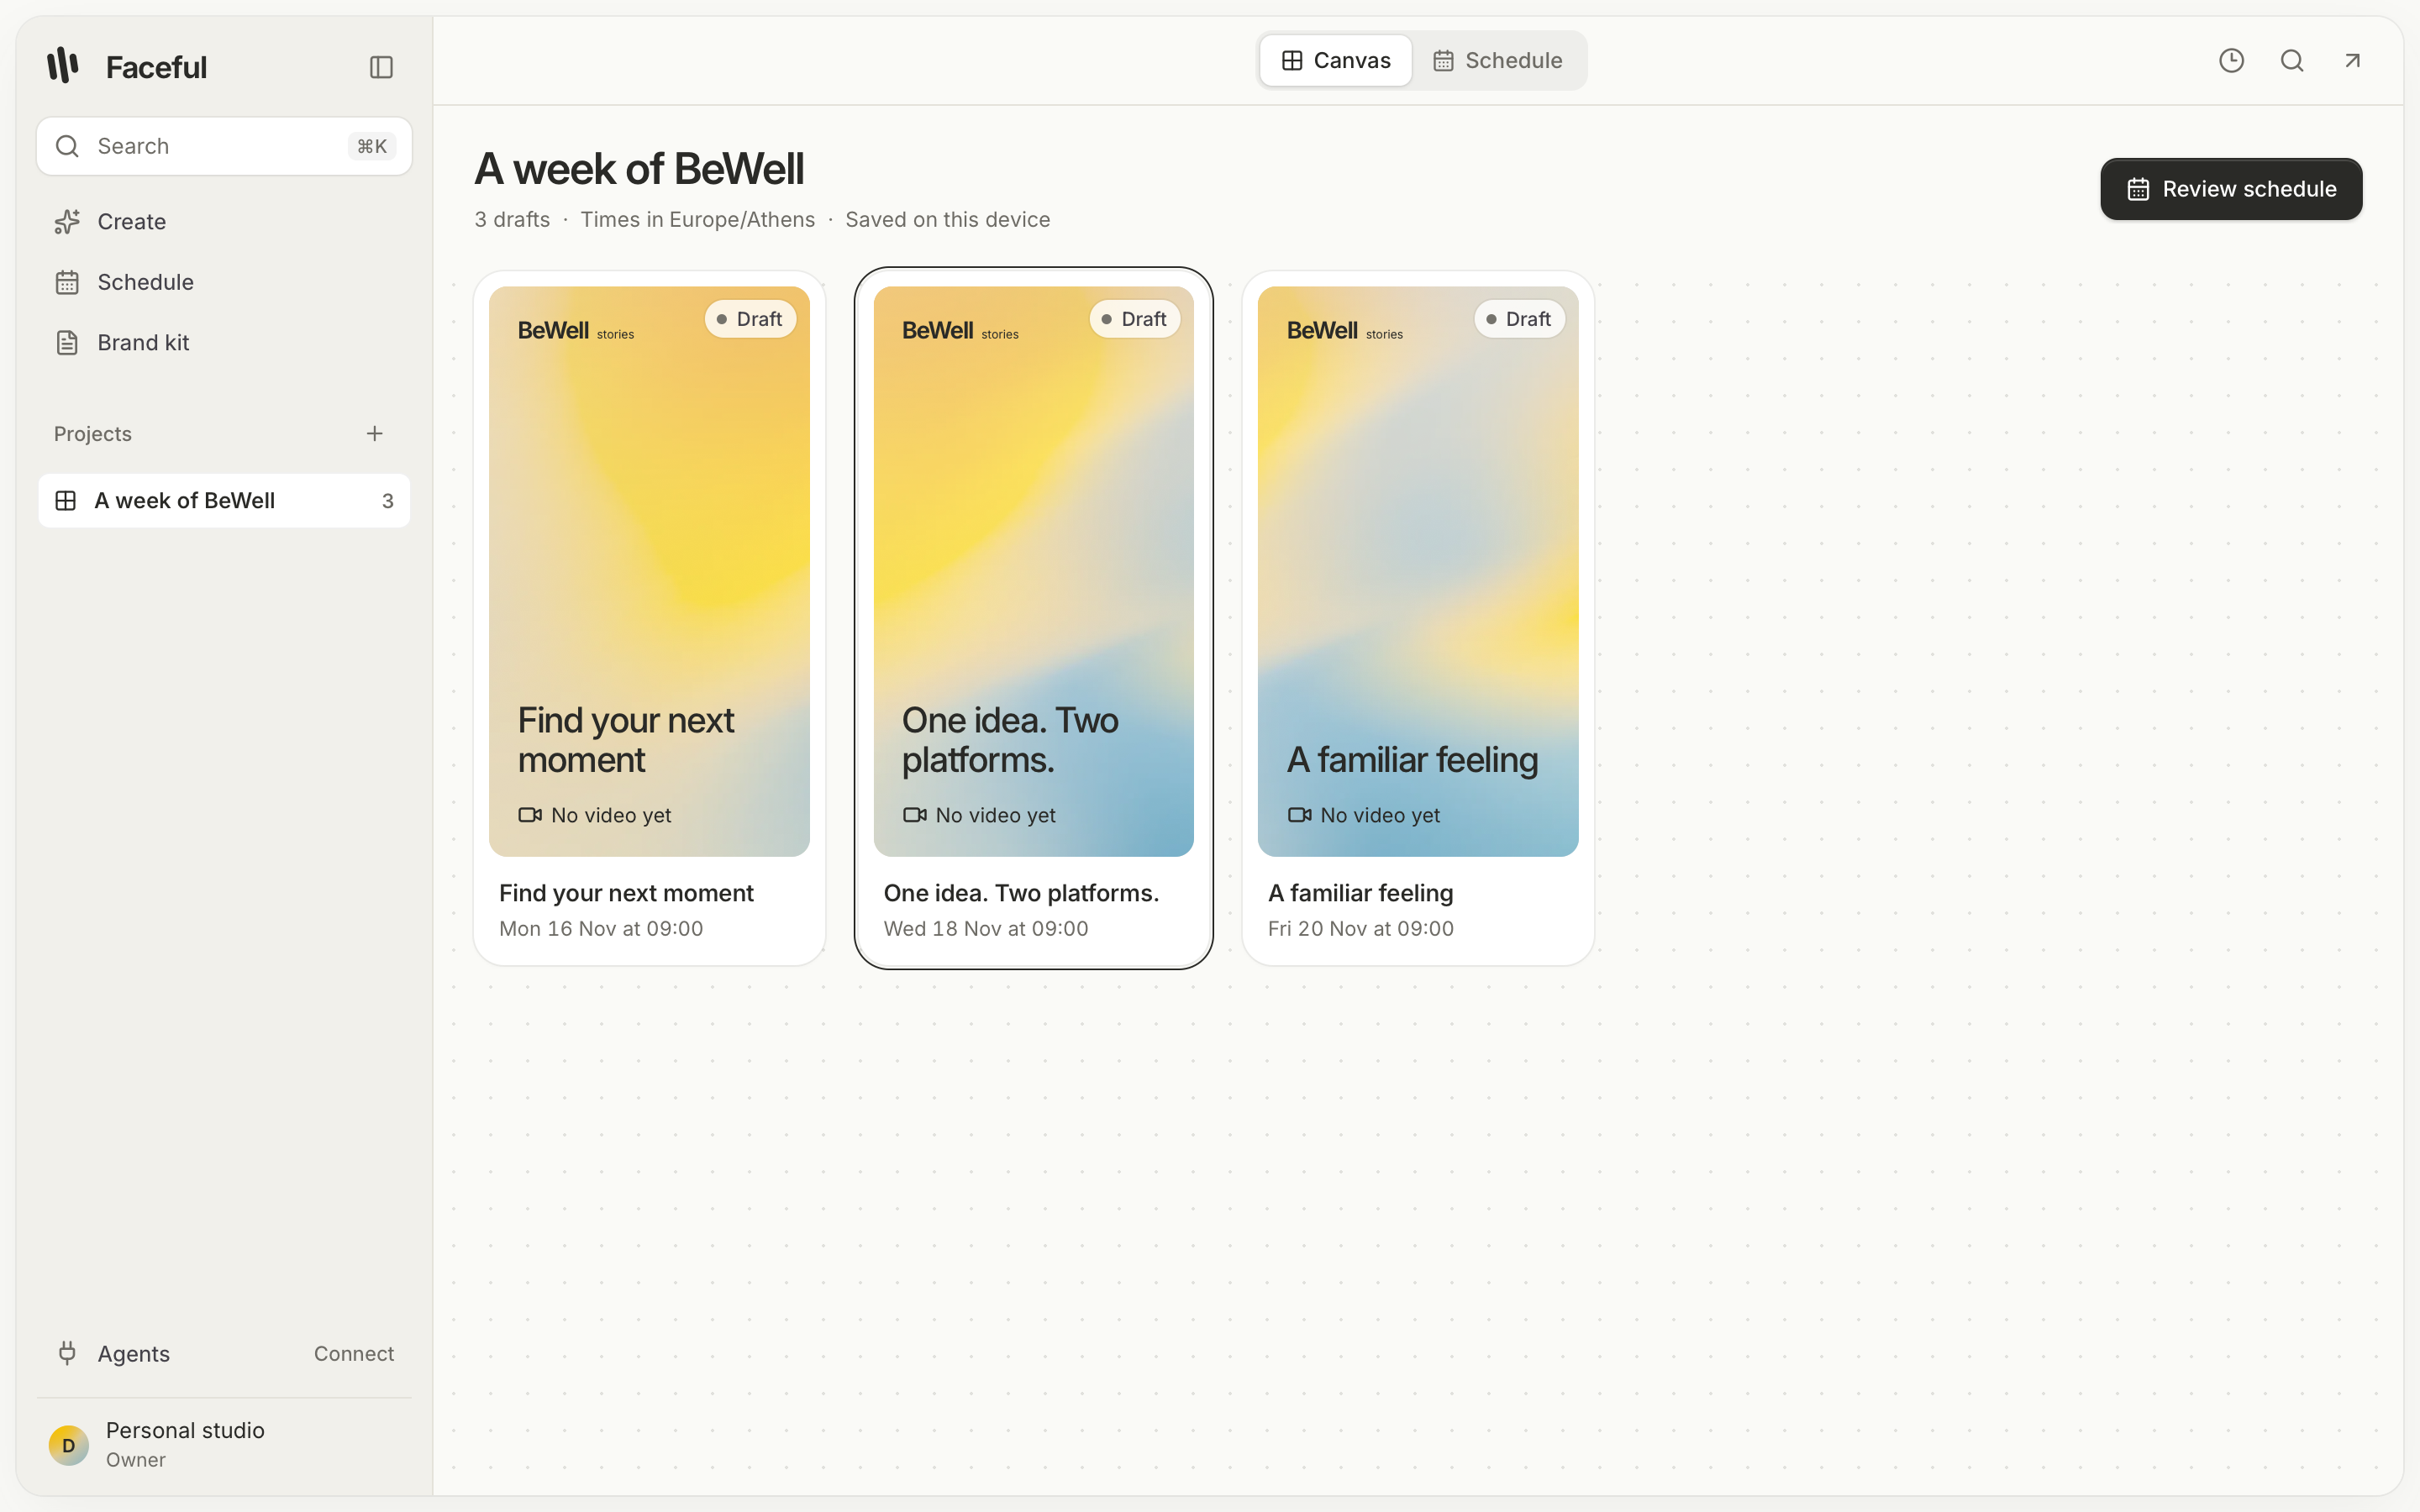 Faceful
Search ⌘K
Create
Schedule
Brand kit
Projects
A week of BeWell 3
Agents Connect
D
Personal studio
Owner
Canvas Schedule
A week of BeWell
3 drafts · Times in Europe/Athens · Saved on this device
Review schedule
BeWell stories Draft
Find your next
moment
No video yet
Find your next moment
Mon 16 Nov at 09:00
BeWell stories Draft
One idea. Two
platforms.
No video yet
One idea. Two platforms.
Wed 18 Nov at 09:00
BeWell stories Draft
A familiar feeling
No video yet
A familiar feeling
Fri 20 Nov at 09:00